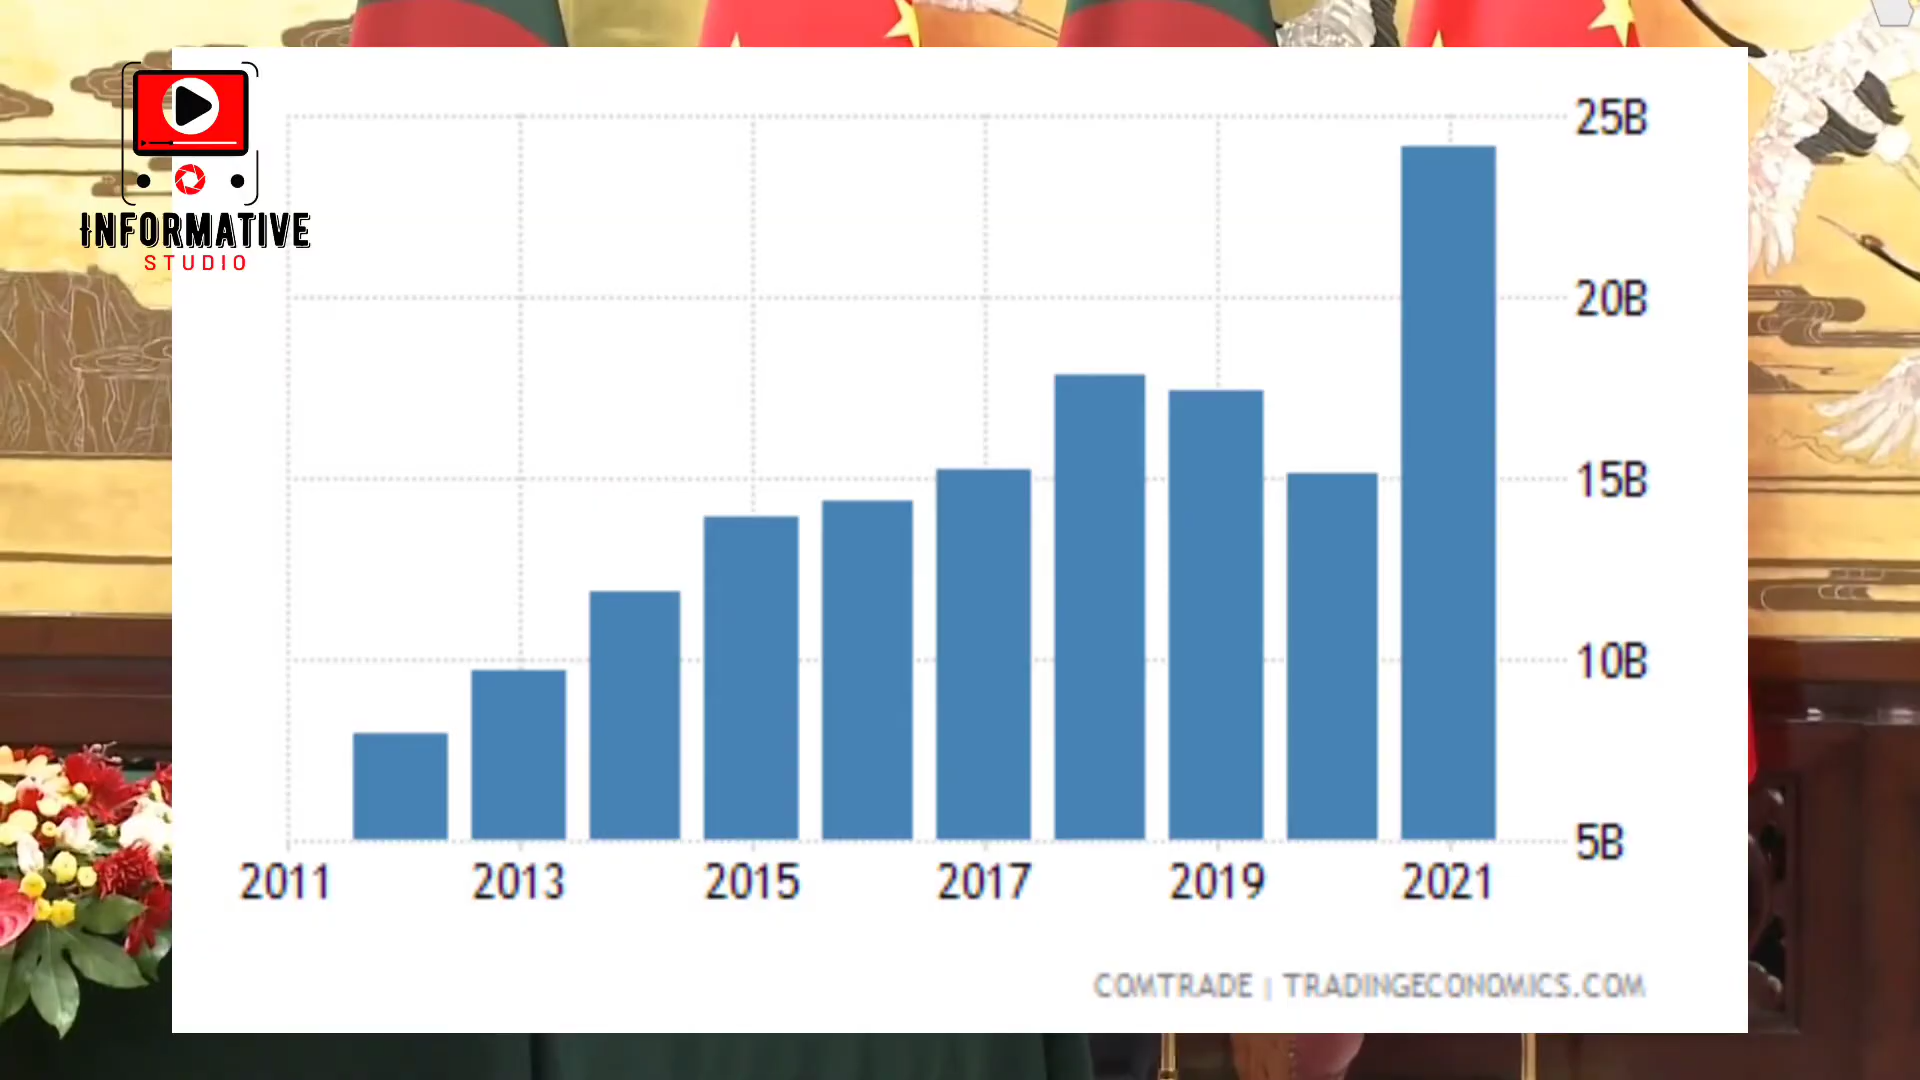 INFORMATIVE
STUDIO
25B
20B
15B
10B
5B
2011 2013 2015 2017 2019 2021
COMTRADE | TRADINGECONOMICS.COM